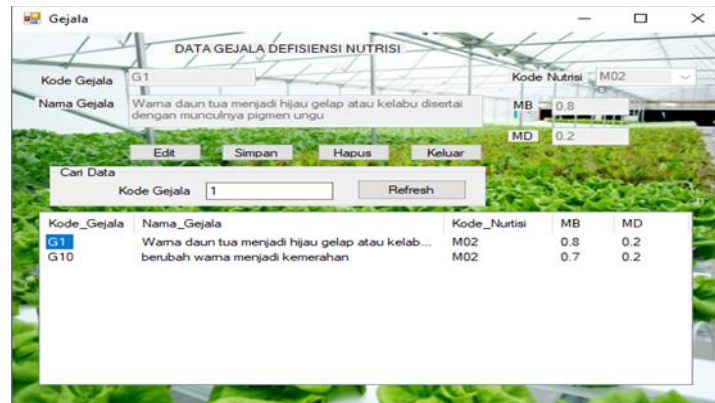 Gejala
DATA GEJALA DEFISIENSI NUTRISI
Kode Gejala G1 Kode Nutrisi M02
Nama Gejala Warna daun tua menjadi hijau gelap atau kelabu disertai
dengan munculnya pigmen ungu
MB 0.8
MD 0.2
Edit Simpan Hapus Keluar
Cari Data
Kode Gejala 1 Refresh
Kode_Gejala Nama_Gejala Kode_Nurtisi MB MD
G1 Warna daun tua menjadi hijau gelap atau kelab... M02 0.8 0.2
G10 berubah warna menjadi kemerahan M02 0.7 0.2